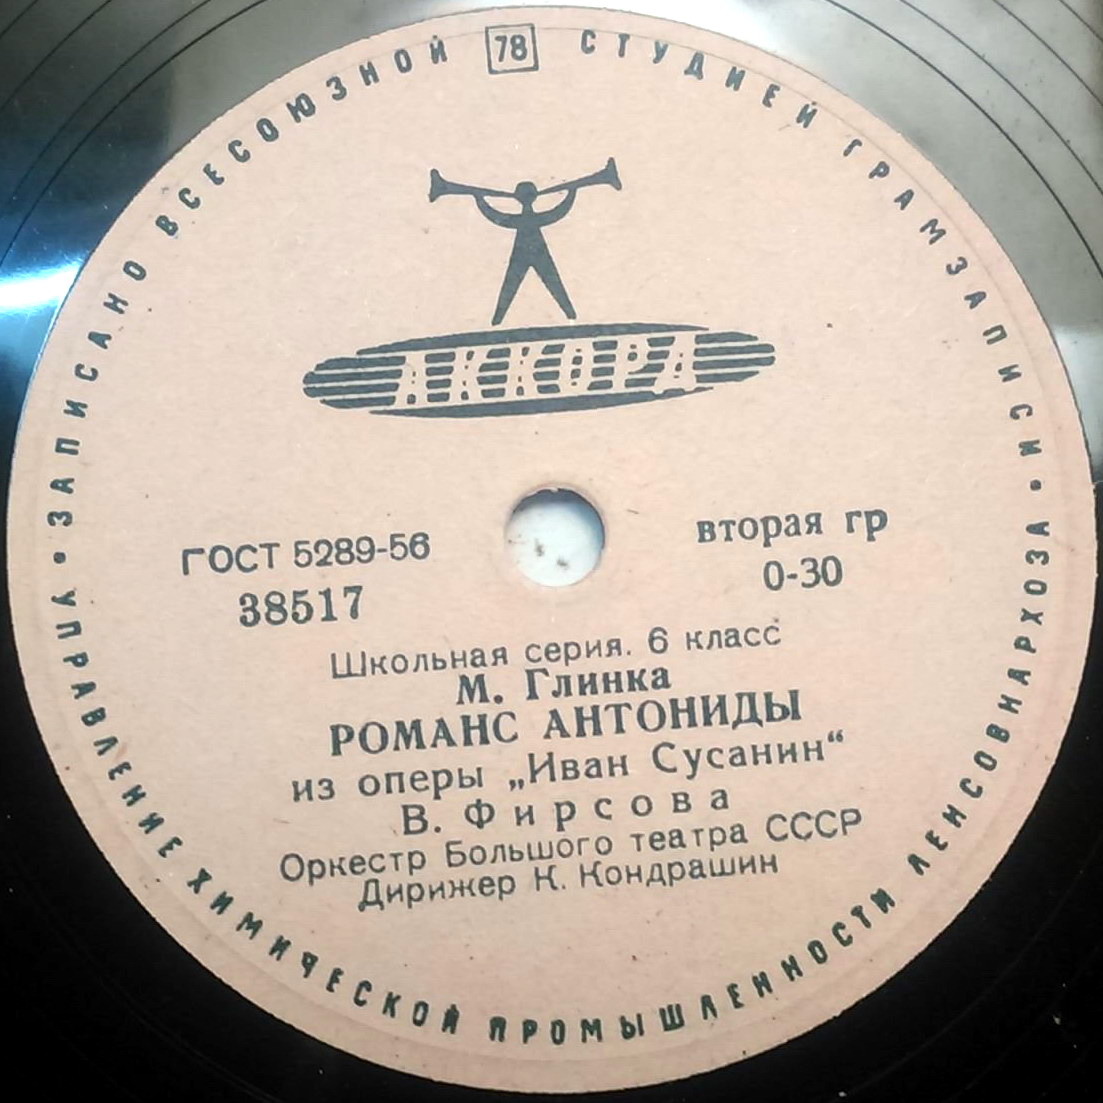 ЗАПИСАНО ВСЕСОЮЗНОЙ 78 СТУДИЕЙ ГРАМЗАПИСИ
АККОРД
ГОСТ 5289-56
38517
вторая гр
0-30
Школьная серия. 6 класс
М. Глинка
РОМАНС АНТОНИДЫ
из оперы „Иван Сусанин“
В. Фирсова
Оркестр Большого театра СССР
Дирижер К. Кондрашин
• УПРАВЛЕНИЕ ХИМИЧЕСКОЙ ПРОМЫШЛЕННОСТИ ЛЕНСОВНАРХОЗА •